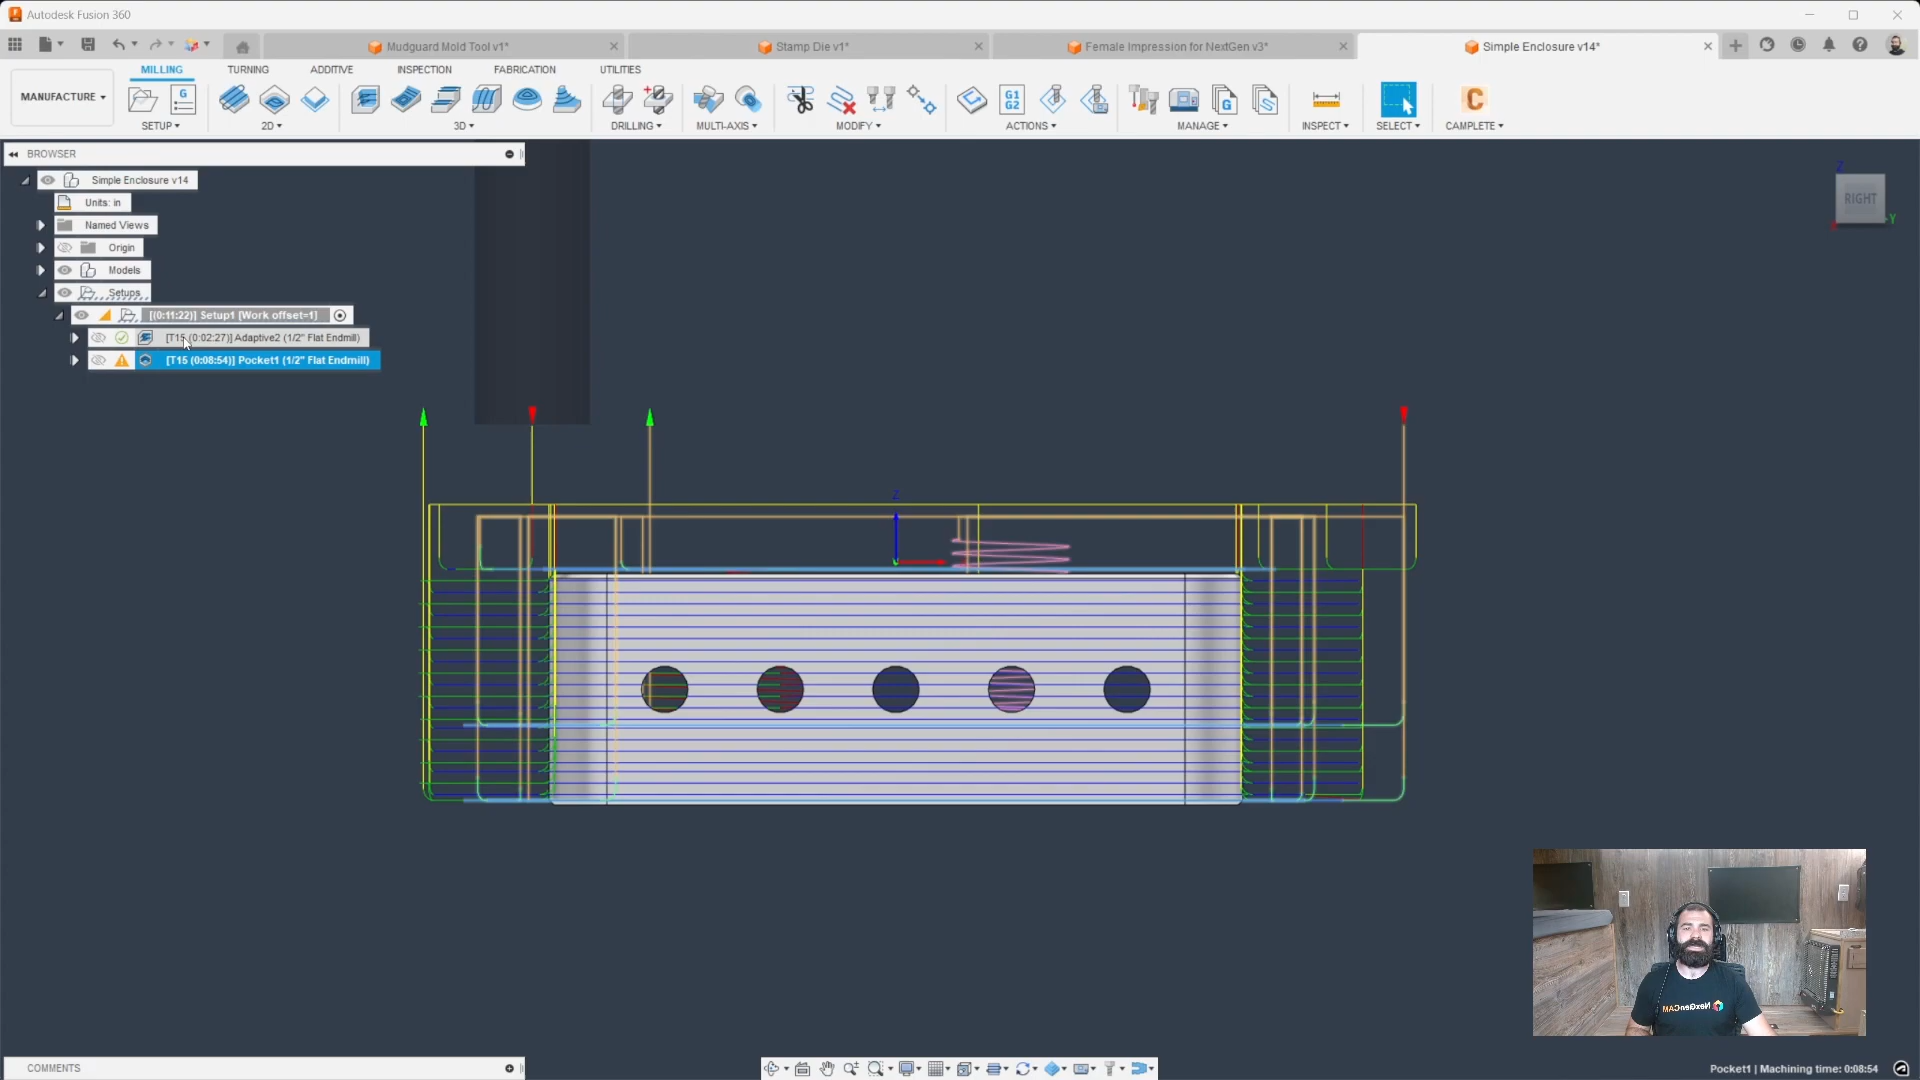 Autodesk Fusion 360
Mudguard Mold Tool v1*
Stamp Die v1*
Female Impression for NextGen v3*
Simple Enclosure v14*
MILLING
TURNING
ADDITIVE
INSPECTION
FABRICATION
UTILITIES
MANUFACTURE
G
G1
G2
G
C
SETUP
2D
3D
DRILLING
MULTI-AXIS
MODIFY
ACTIONS
MANAGE
INSPECT
SELECT
CAMPLETE
BROWSER
Simple Enclosure v14
Units: in
Named Views
Origin
Models
Setups
[(0:11:22)] Setup1 [Work offset=1]
[T15 (0:02:27)] Adaptive2 (1/2" Flat Endmill)
[T15 (0:08:54)] Pocket1 (1/2" Flat Endmill)
Z
RIGHT
Y
Z
NexGenCAM
COMMENTS
Pocket1 | Machining time: 0:08:54